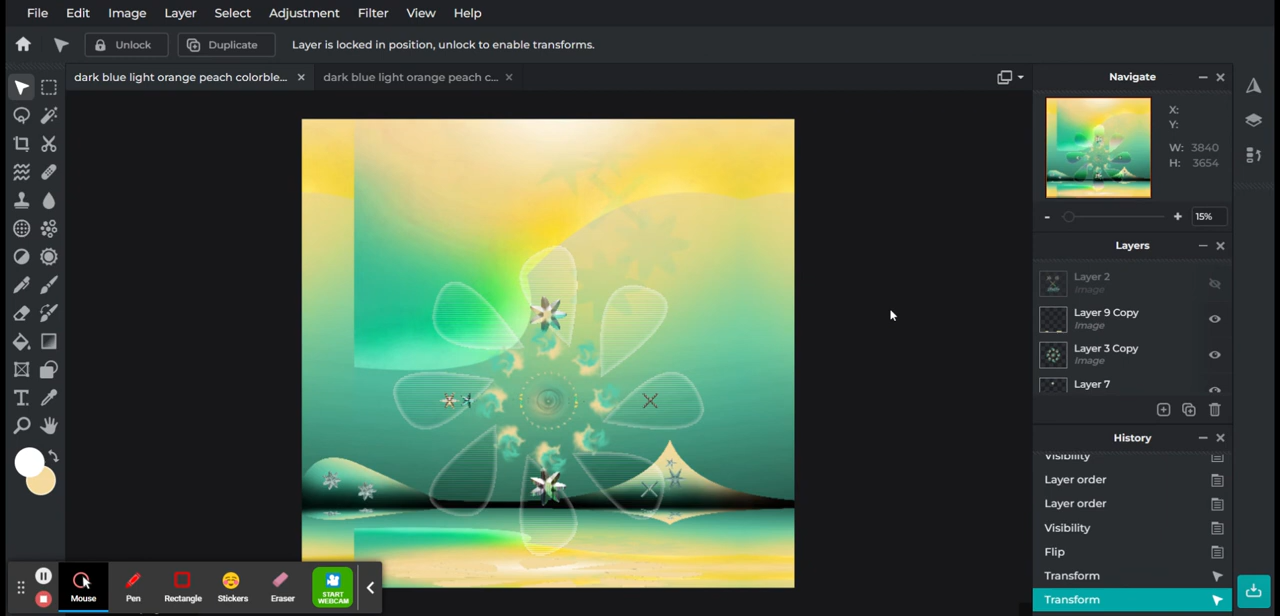 File Edit Image Layer Select Adjustment Filter View Help
Unlock Duplicate Layer is locked in position, unlock to enable transforms.
dark blue light orange peach colorble... dark blue light orange peach c...
Navigate
X:
Y:
W: 3840
H: 3654
15%
Layers
Layer 2
Image
Layer 9 Copy
Image
Layer 3 Copy
Image
Layer 7
History
Visibility
Layer order
Layer order
Visibility
Flip
Transform
Transform
Mouse Pen Rectangle Stickers Eraser START WEBCAM